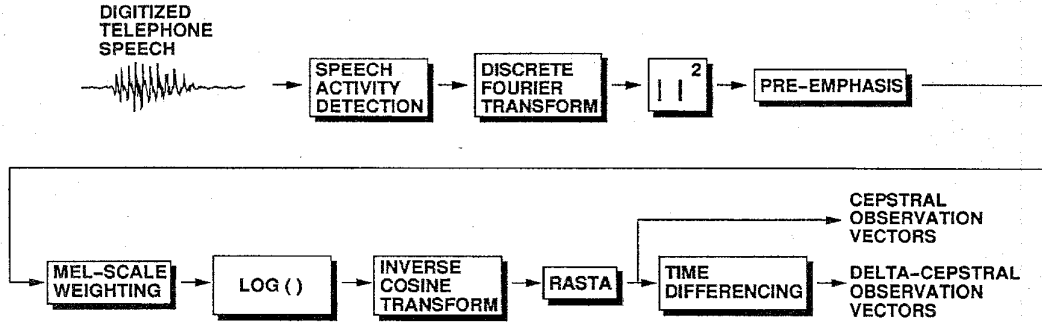 DIGITIZED
TELEPHONE
SPEECH
SPEECH
ACTIVITY
DETECTION
DISCRETE
FOURIER
TRANSFORM
| |²
PRE-EMPHASIS
MEL-SCALE
WEIGHTING
LOG ( )
INVERSE
COSINE
TRANSFORM
RASTA
TIME
DIFFERENCING
CEPSTRAL
OBSERVATION
VECTORS
DELTA-CEPSTRAL
OBSERVATION
VECTORS